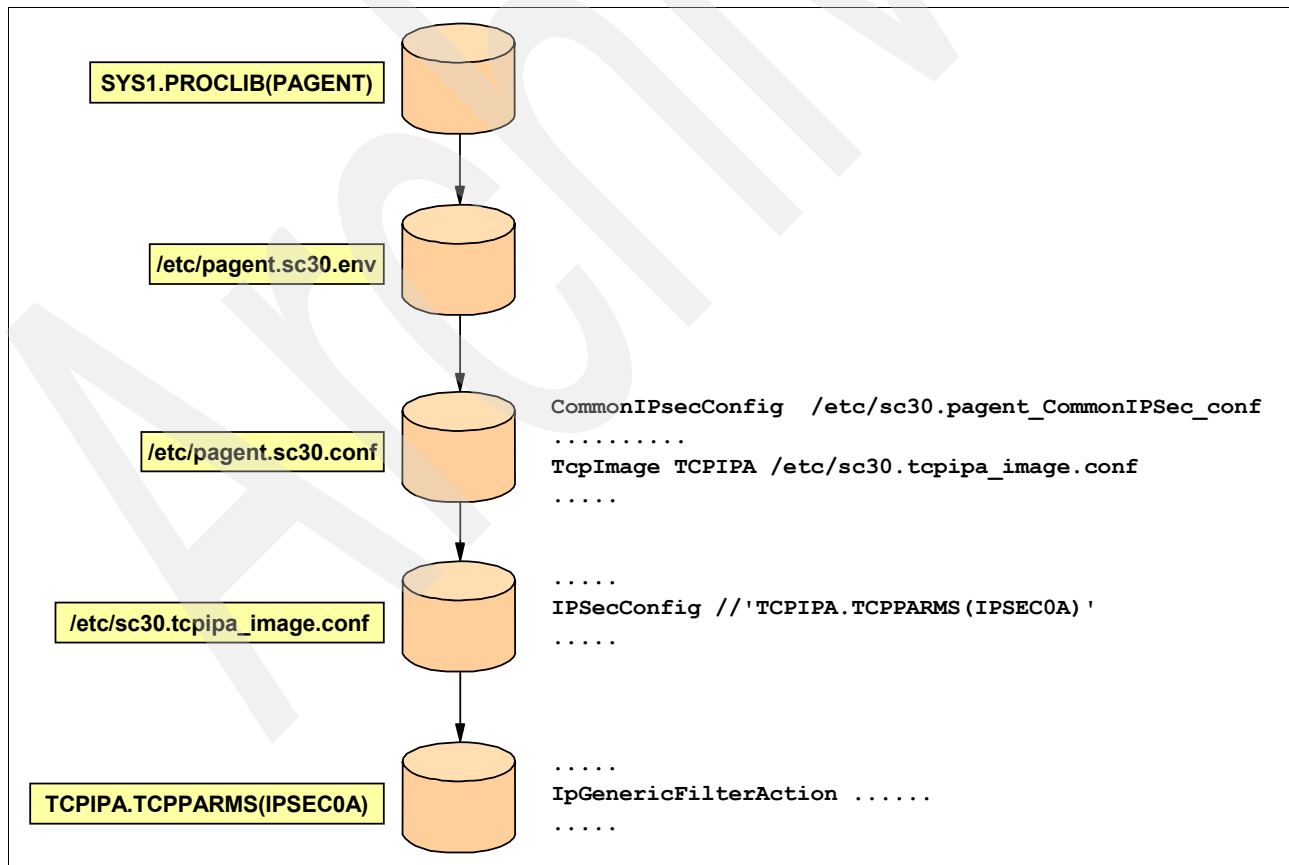 SYS1.PROCLIB(PAGENT)
/etc/pagent.sc30.env
/etc/pagent.sc30.conf
CommonIPsecConfig /etc/sc30.pagent_CommonIPSec_conf
..........
TcpImage TCPIPA /etc/sc30.tcpipa_image.conf
.....
/etc/sc30.tcpipa_image.conf
.....
IPSecConfig //'TCPIPA.TCPPARMS(IPSEC0A)'
.....
TCPIPA.TCPPARMS(IPSEC0A)
.....
IpGenericFilterAction ......
.....